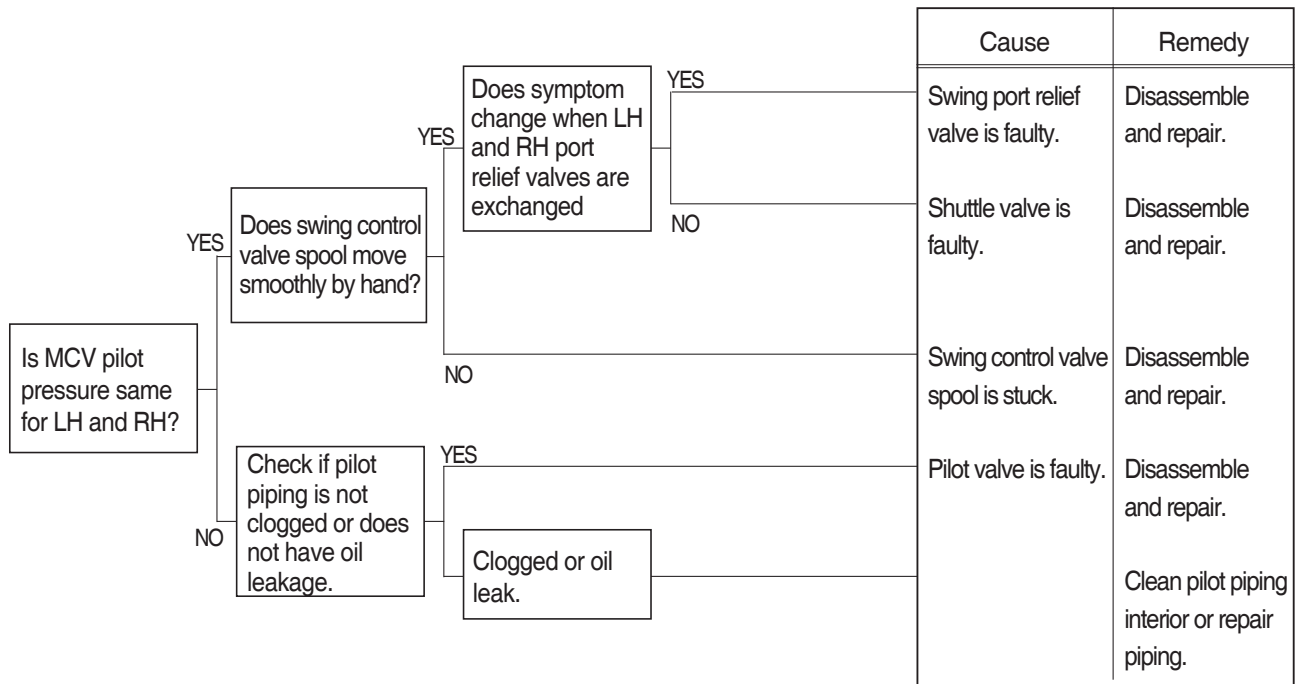 Is MCV pilot
pressure same
for LH and RH?
YES
Does swing control
valve spool move
smoothly by hand?
YES
Does symptom
change when LH
and RH port
relief valves are
exchanged
YES
NO
NO
NO
Check if pilot
piping is not
clogged or does
not have oil
leakage.
YES
Clogged or oil
leak.
Cause
Remedy
Swing port relief
valve is faulty.
Disassemble
and repair.
Shuttle valve is
faulty.
Disassemble
and repair.
Swing control valve
spool is stuck.
Disassemble
and repair.
Pilot valve is faulty.
Disassemble
and repair.
Clean pilot piping
interior or repair
piping.